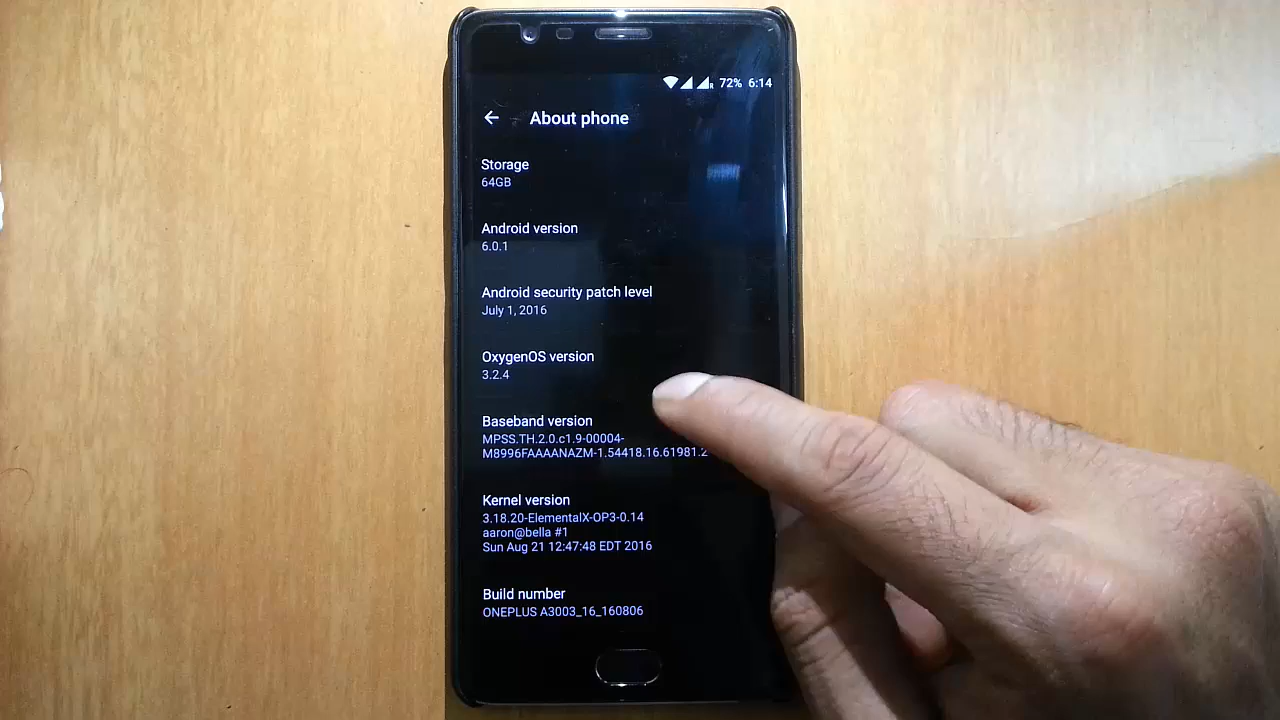 72% 6:14
About phone
Storage
64GB
Android version
6.0.1
Android security patch level
July 1, 2016
OxygenOS version
3.2.4
Baseband version
MPSS.TH.2.0.c1.9-00004-
M8996FAAAANAZM-1.54418.16.61981.2
Kernel version
3.18.20-ElementalX-OP3-0.14
aaron@bella #1
Sun Aug 21 12:47:48 EDT 2016
Build number
ONEPLUS A3003_16_160806